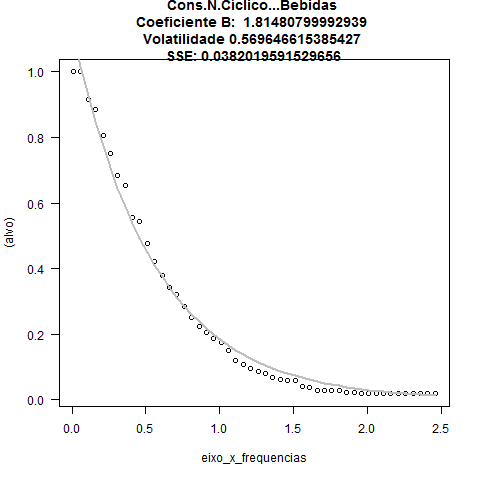 Cons.N.Ciclico...Bebidas
Coeficiente B:  1.81480799992939
Volatilidade 0.569646615385427
SSE: 0.0382019591529656
1.0
0.8
0.6
0.4
0.2
0.0
(alvo)
0.0 0.5 1.0 1.5 2.0 2.5
eixo_x_frequencias